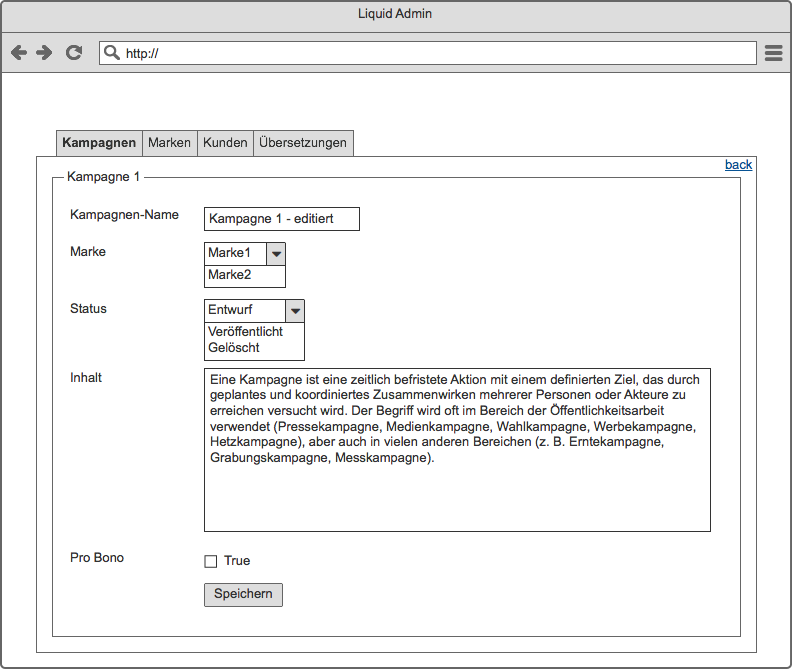 Liquid Admin
http://
Kampagnen Marken Kunden Übersetzungen
back
Kampagne 1
Kampagnen-Name Kampagne 1 - editiert
Marke Marke1
Marke2
Status Entwurf
Veröffentlicht
Gelöscht
Inhalt Eine Kampagne ist eine zeitlich befristete Aktion mit einem definierten Ziel, das durch
geplantes und koordiniertes Zusammenwirken mehrerer Personen oder Akteure zu
erreichen versucht wird. Der Begriff wird oft im Bereich der Öffentlichkeitsarbeit
verwendet (Pressekampagne, Medienkampagne, Wahlkampagne, Werbekampagne,
Hetzkampagne), aber auch in vielen anderen Bereichen (z. B. Erntekampagne,
Grabungskampagne, Messkampagne).
Pro Bono True
Speichern